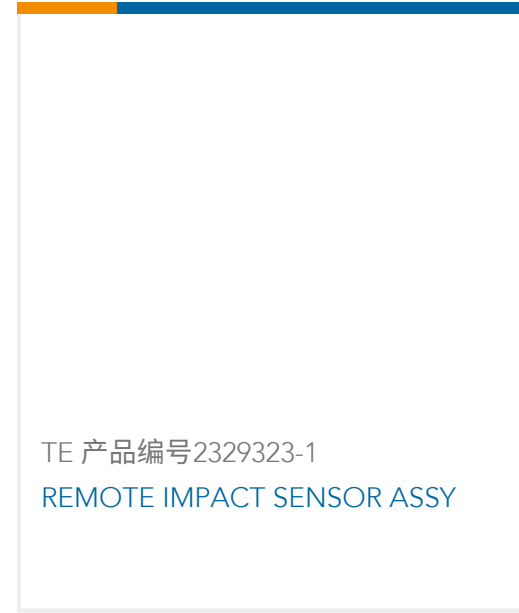 TE 产品编号2329323-1
REMOTE IMPACT SENSOR ASSY